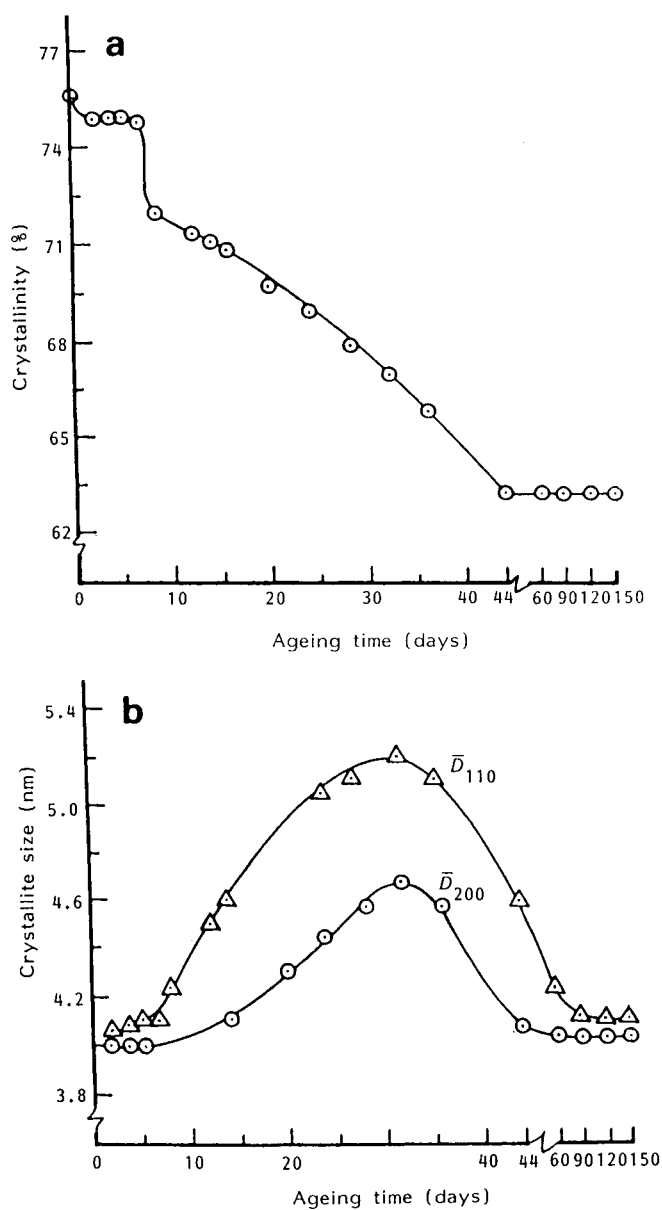 a
77
74
71
68
65
62
Crystallinity (%)
0 10 20 30 40 44 60 90 120 150
Ageing time (days)
b
5.4
5.0
4.6
4.2
3.8
Crystallite size (nm)
D̅110
D̅200
0 20 40 44 60 90 120 150
Ageing time (days)